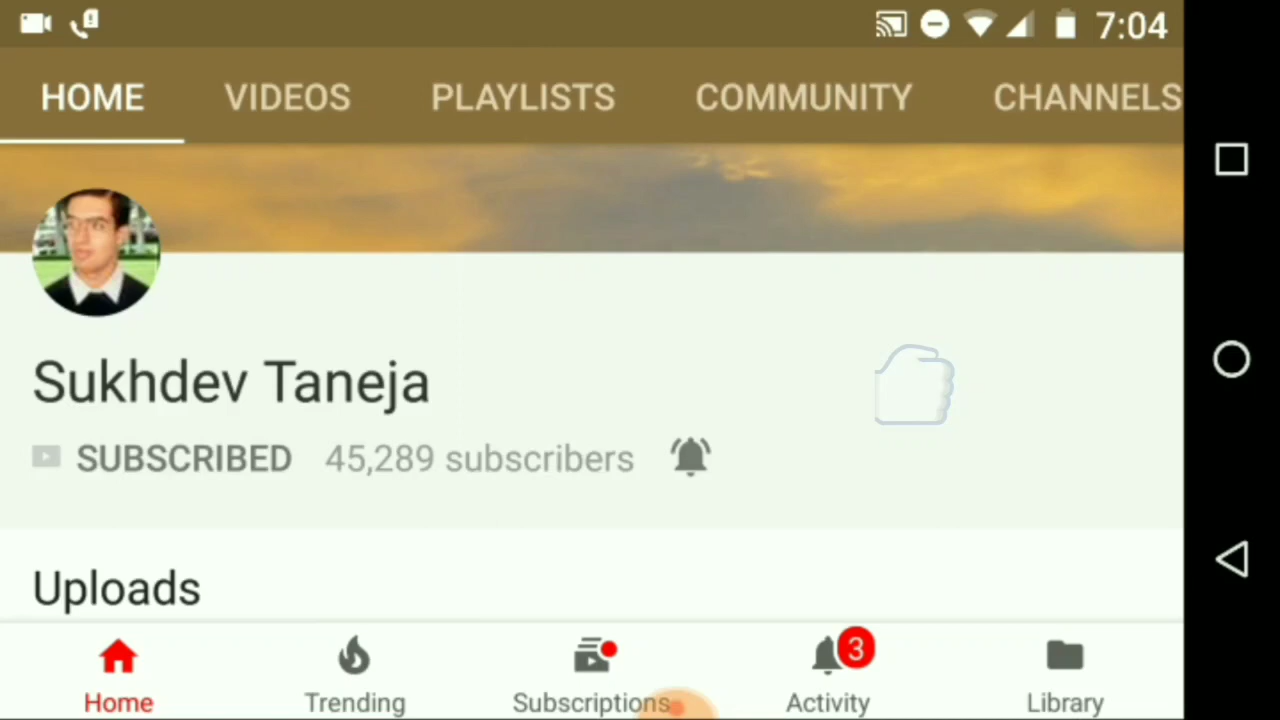 7:04
HOME VIDEOS PLAYLISTS COMMUNITY CHANNELS
Sukhdev Taneja
SUBSCRIBED 45,289 subscribers
Uploads
3
Home Trending Subscriptions Activity Library